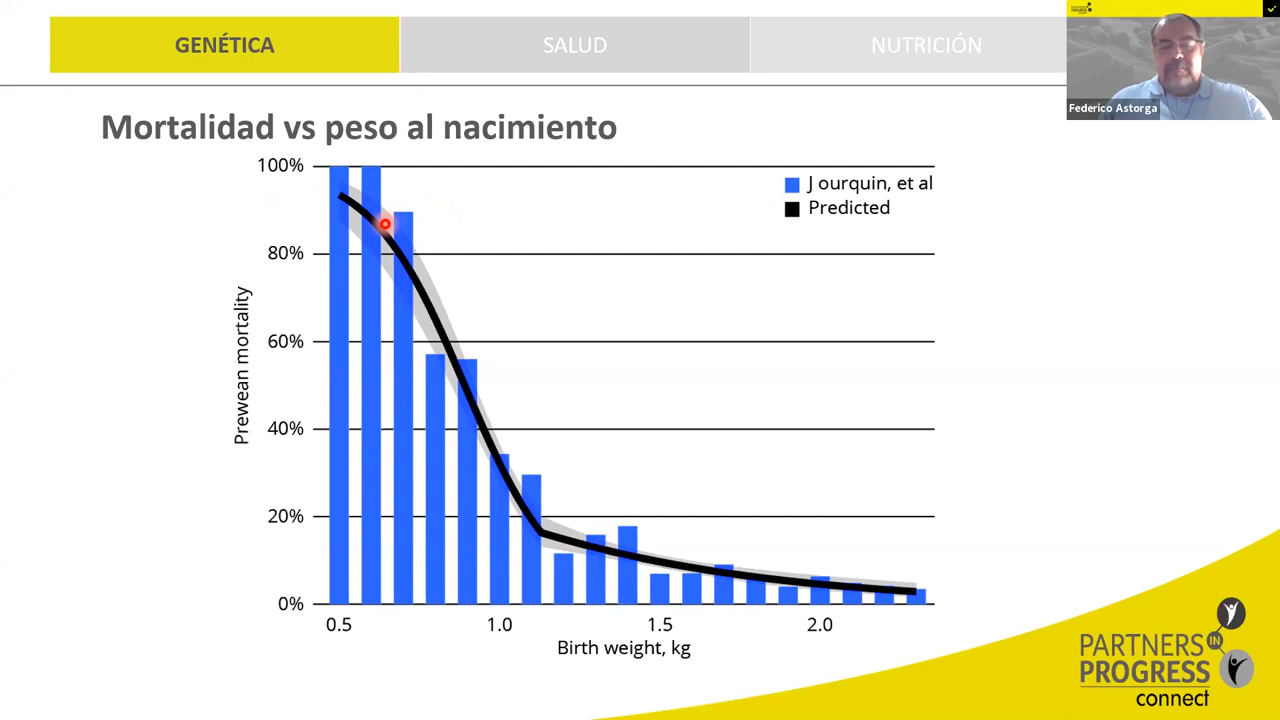 GENÉTICA
SALUD
NUTRICIÓN
Federico Astorga
Mortalidad vs peso al nacimiento
J ourquin, et al
Predicted
Prewean mortality
100%
80%
60%
40%
20%
0%
0.5
1.0
1.5
2.0
Birth weight, kg
PARTNERS
IN
PROGRESS
connect